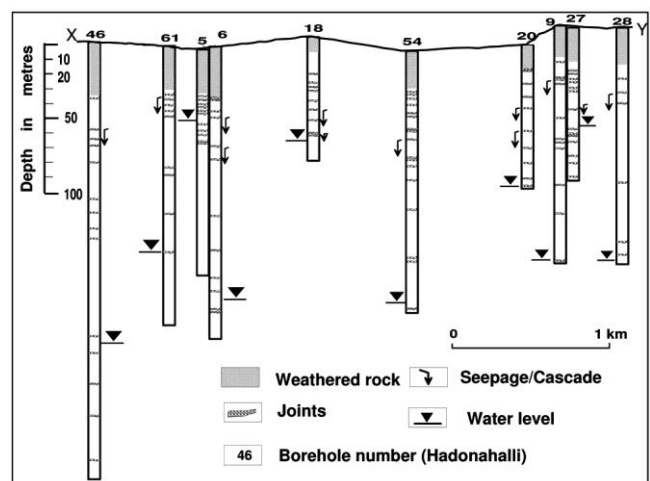 X 46 61 5 6 18 54 20 9 27 28 Y
Depth in metres
10
20
50
100
0 1 km
Weathered rock Seepage/Cascade
Joints Water level
46 Borehole number (Hadonahalli)